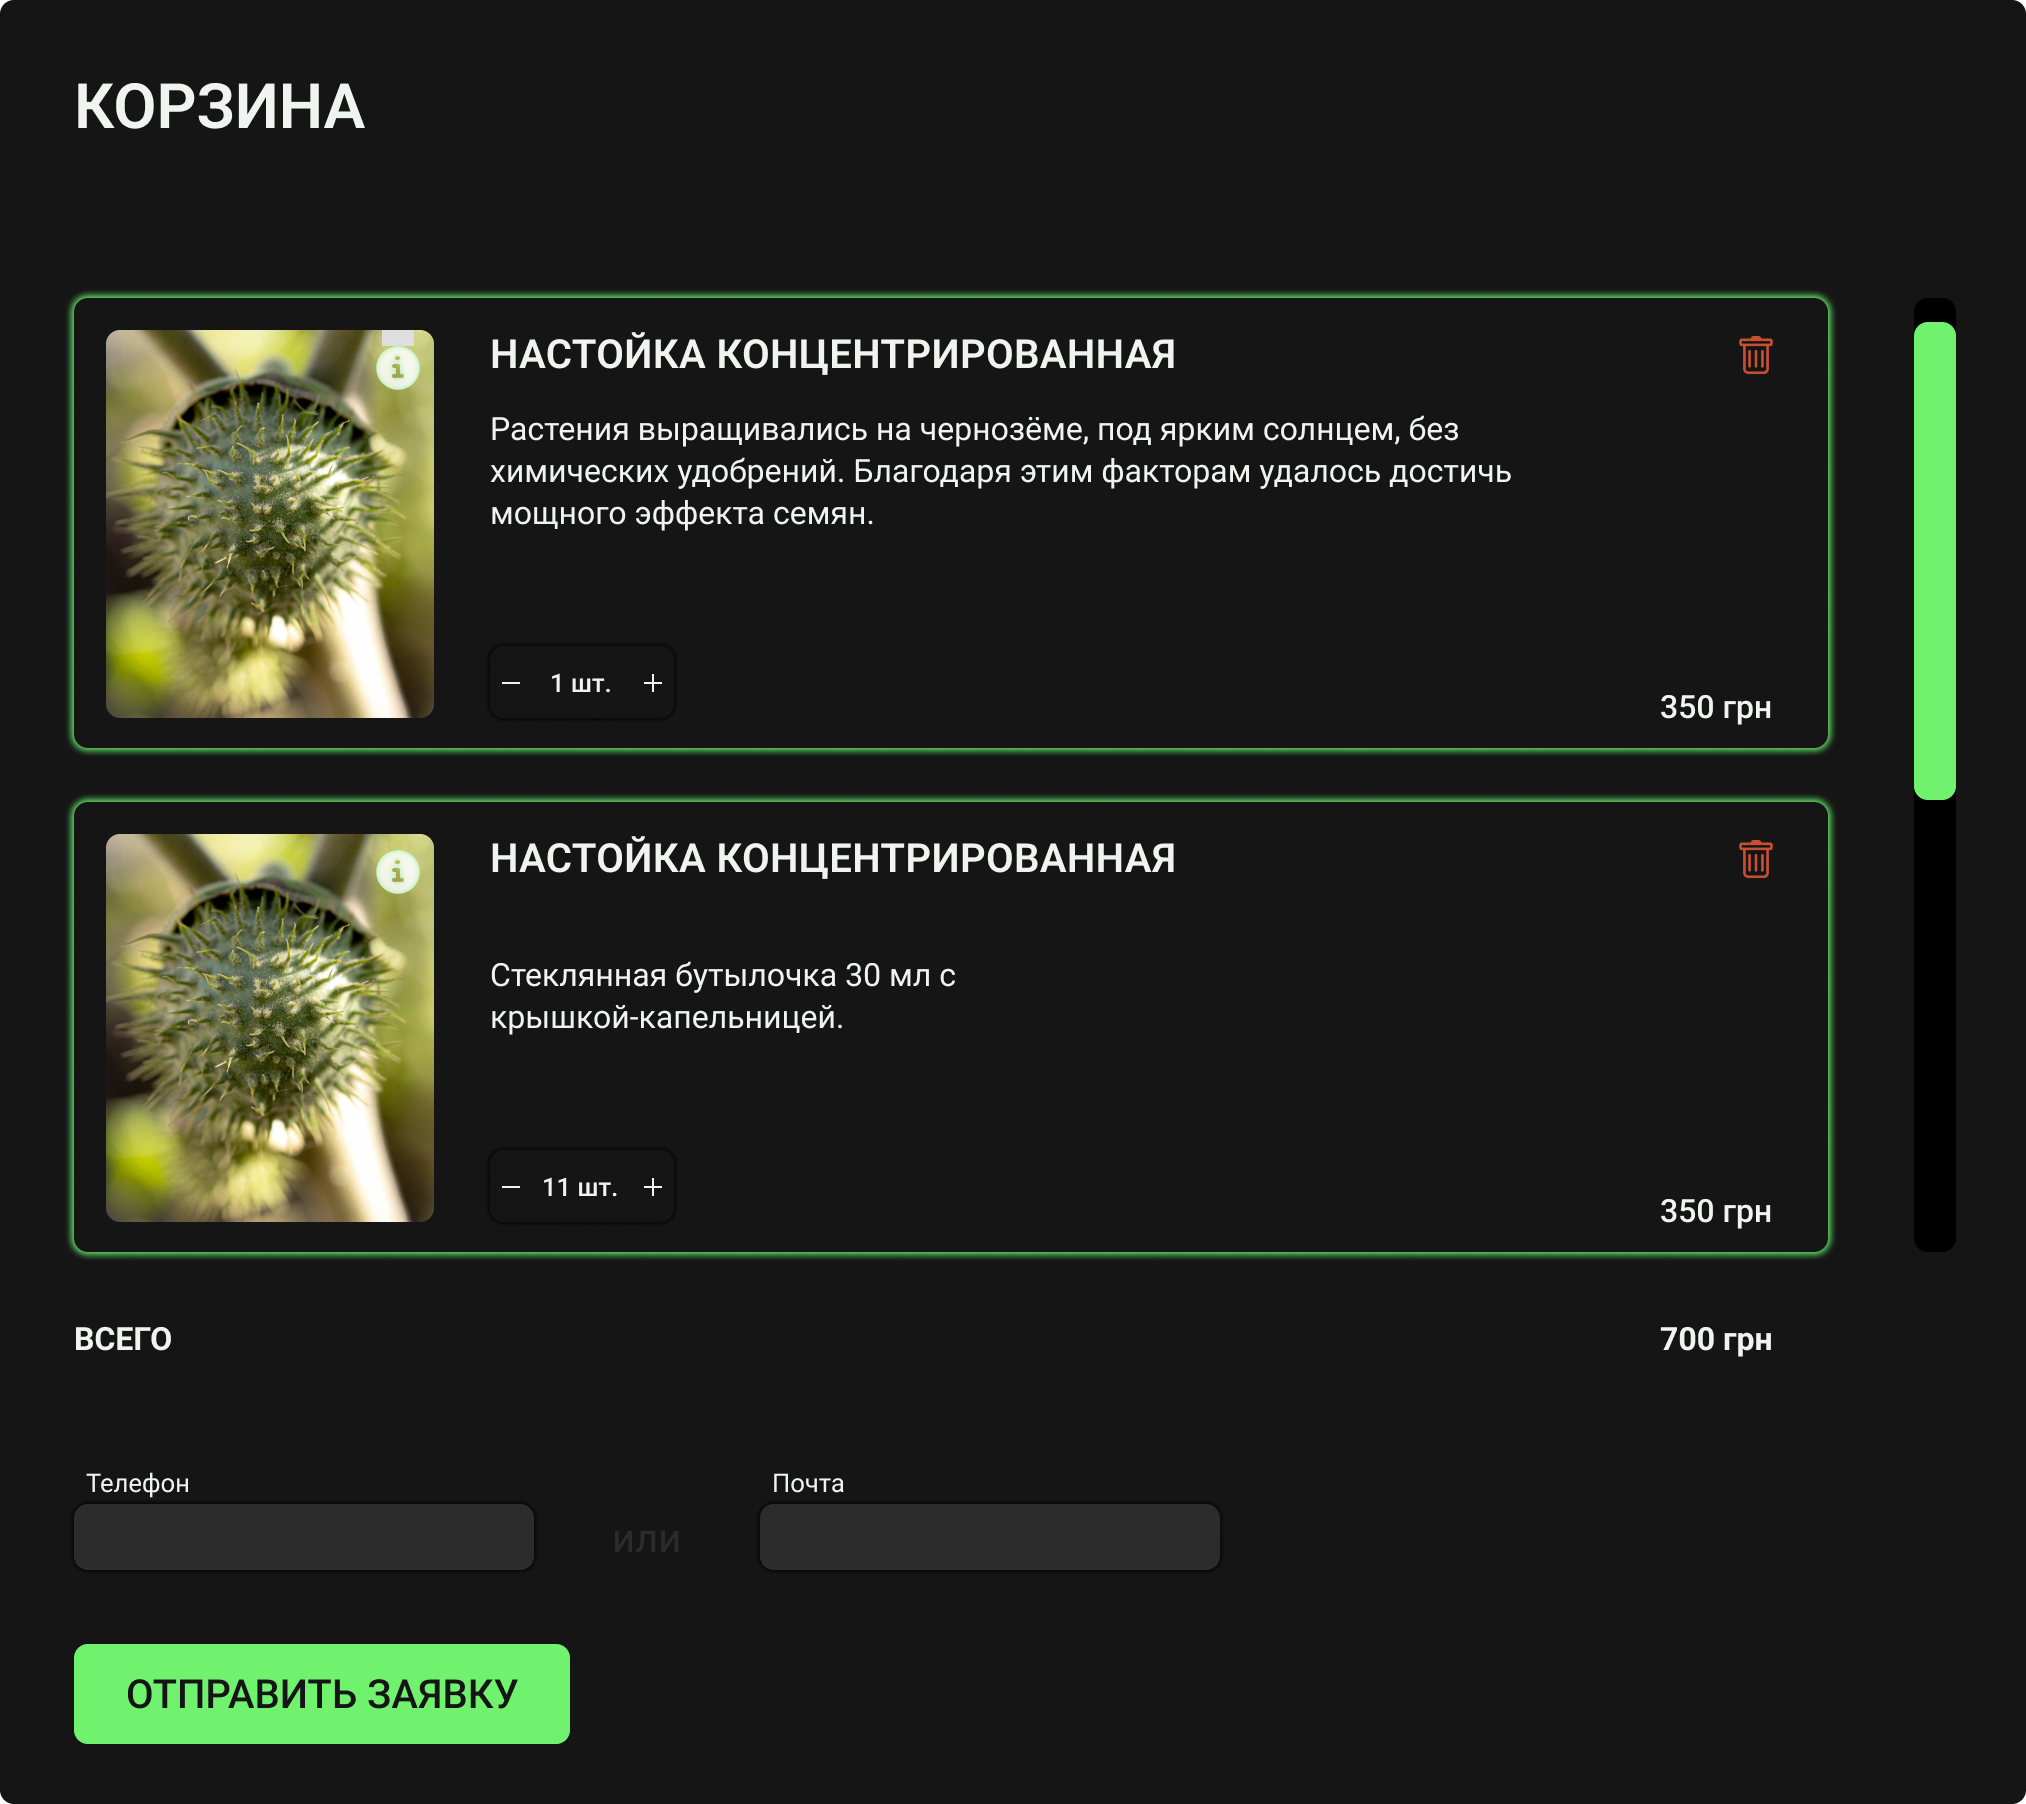 КОРЗИНА
НАСТОЙКА КОНЦЕНТРИРОВАННАЯ
Растения выращивались на чернозёме, под ярким солнцем, без
химических удобрений. Благодаря этим факторам удалось достичь
мощного эффекта семян.
1 шт.
350 грн
НАСТОЙКА КОНЦЕНТРИРОВАННАЯ
Стеклянная бутылочка 30 мл с
крышкой-капельницей.
11 шт.
350 грн
ВСЕГО 700 грн
Телефон
Почта
или
ОТПРАВИТЬ ЗАЯВКУ